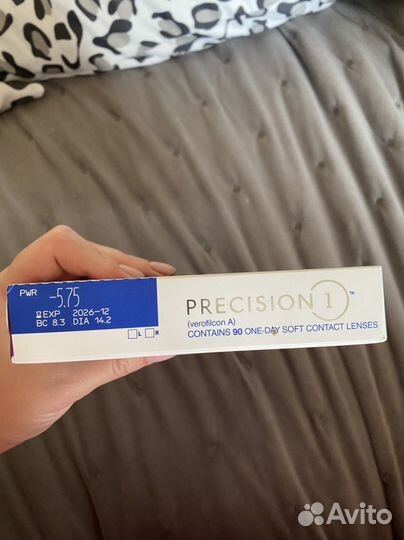 PWR -5.75
EXP 2026-12
BC 8.3 DIA 14.2
L R
PRECISION 1™
(verofilcon A)
CONTAINS 90 ONE-DAY SOFT CONTACT LENSES
Avito